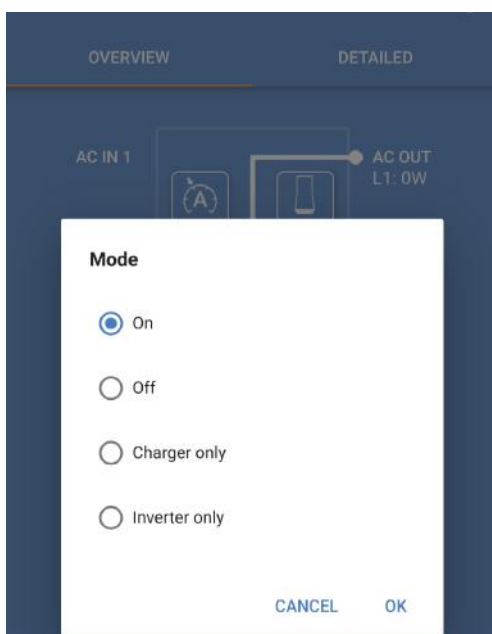 OVERVIEW DETAILED
AC IN 1 AC OUT
L1: 0W
A
Mode
On
Off
Charger only
Inverter only
CANCEL OK